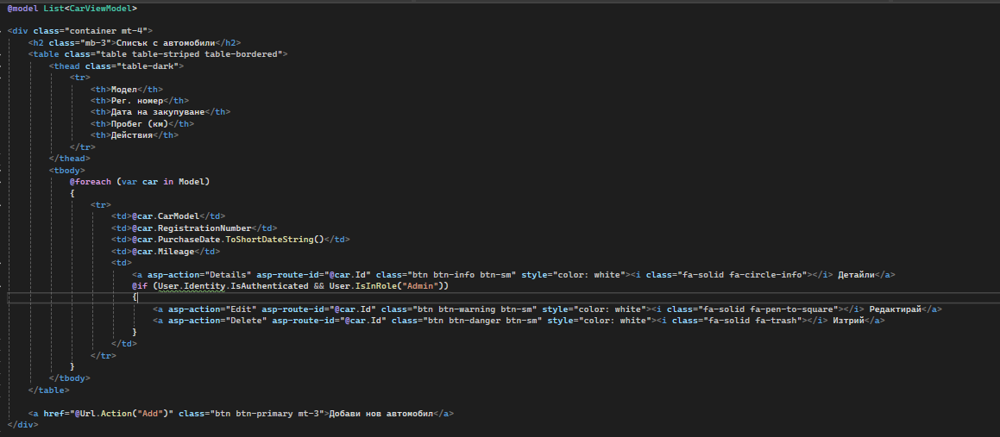 @model List<CarViewModel>
<div class="container mt-4">
<h2 class="mb-3">Списък с автомобили</h2>
<table class="table table-striped table-bordered">
<thead class="table-dark">
<tr>
<th>Модел</th>
<th>Рег. номер</th>
<th>Дата на закупуване</th>
<th>Пробег (км)</th>
<th>Действия</th>
</tr>
</thead>
<tbody>
@foreach (var car in Model)
{
<tr>
<td>@car.CarModel</td>
<td>@car.RegistrationNumber</td>
<td>@car.PurchaseDate.ToShortDateString()</td>
<td>@car.Mileage</td>
<td>
<a asp-action="Details" asp-route-id="@car.Id" class="btn btn-info btn-sm" style="color: white"><i class="fa-solid fa-circle-info"></i> Детайли</a>
@if (User.Identity.IsAuthenticated && User.IsInRole("Admin"))
{
<a asp-action="Edit" asp-route-id="@car.Id" class="btn btn-warning btn-sm" style="color: white"><i class="fa-solid fa-pen-to-square"></i> Редактирай</a>
<a asp-action="Delete" asp-route-id="@car.Id" class="btn btn-danger btn-sm" style="color: white"><i class="fa-solid fa-trash"></i> Изтрий</a>
}
</td>
</tr>
}
</tbody>
</table>
<a href="@Url.Action("Add")" class="btn btn-primary mt-3">Добави нов автомобил</a>
</div>